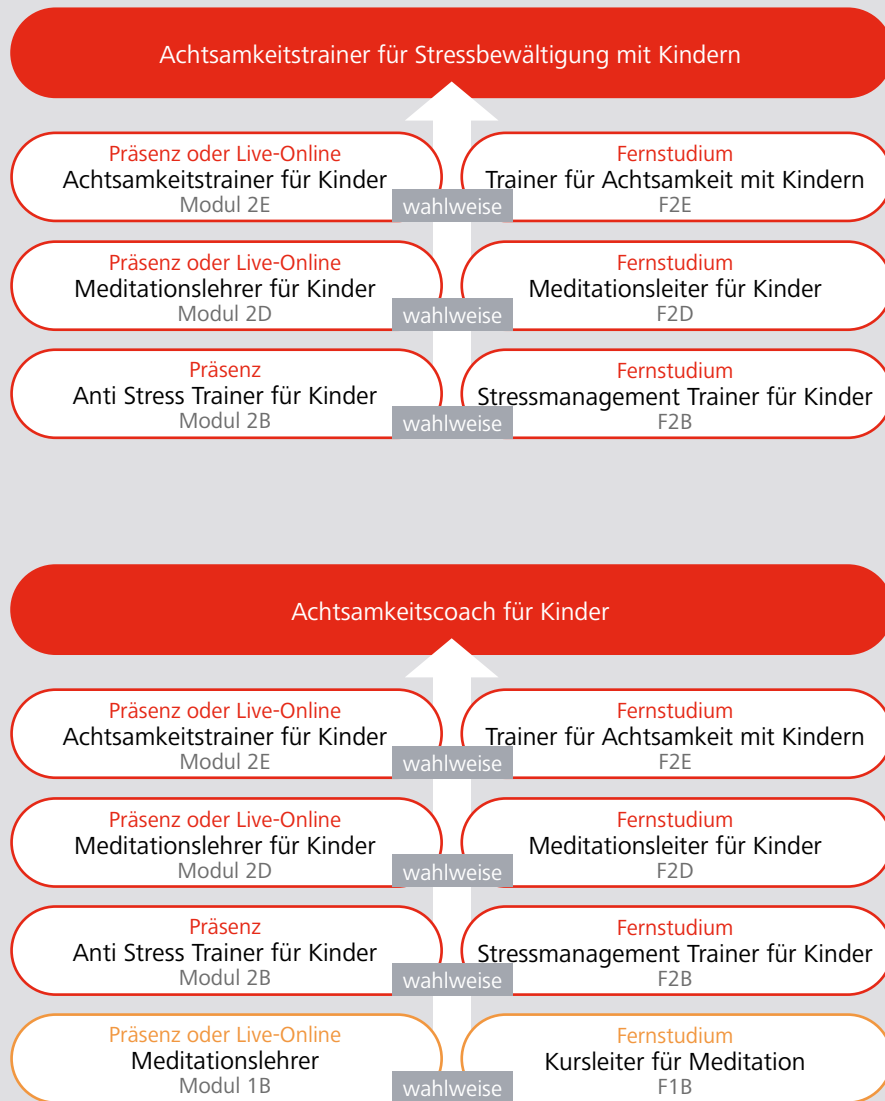 Achtsamkeitstrainer für Stressbewältigung mit Kindern
Präsenz oder Live-Online
Achtsamkeitstrainer für Kinder
Modul 2E
wahlweise
Fernstudium
Trainer für Achtsamkeit mit Kindern
F2E
Präsenz oder Live-Online
Meditationslehrer für Kinder
Modul 2D
wahlweise
Fernstudium
Meditationsleiter für Kinder
F2D
Präsenz
Anti Stress Trainer für Kinder
Modul 2B
wahlweise
Fernstudium
Stressmanagement Trainer für Kinder
F2B
Achtsamkeitscoach für Kinder
Präsenz oder Live-Online
Achtsamkeitstrainer für Kinder
Modul 2E
wahlweise
Fernstudium
Trainer für Achtsamkeit mit Kindern
F2E
Präsenz oder Live-Online
Meditationslehrer für Kinder
Modul 2D
wahlweise
Fernstudium
Meditationsleiter für Kinder
F2D
Präsenz
Anti Stress Trainer für Kinder
Modul 2B
wahlweise
Fernstudium
Stressmanagement Trainer für Kinder
F2B
Präsenz oder Live-Online
Meditationslehrer
Modul 1B
wahlweise
Fernstudium
Kursleiter für Meditation
F1B